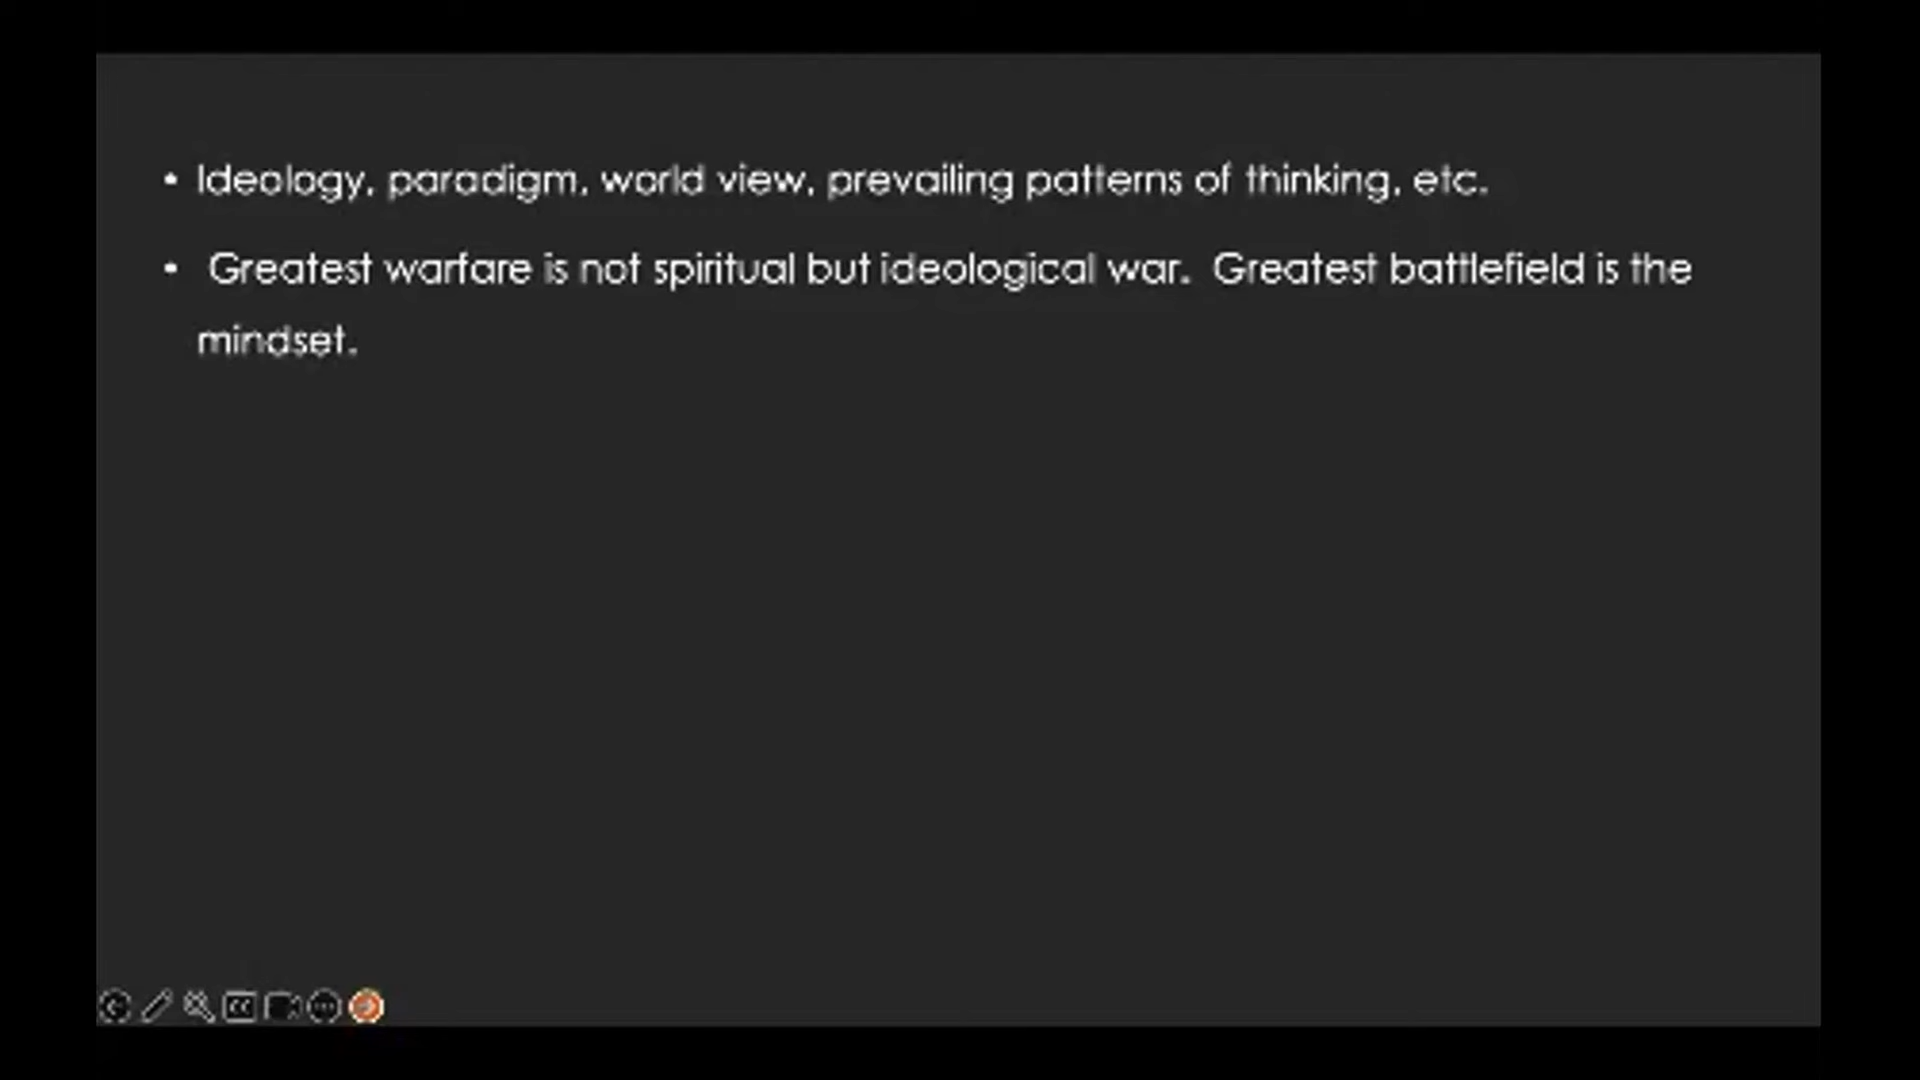 • Ideology, paradigm, world view, prevailing patterns of thinking, etc.
• Greatest warfare is not spiritual but ideological war. Greatest battlefield is the
mindset.